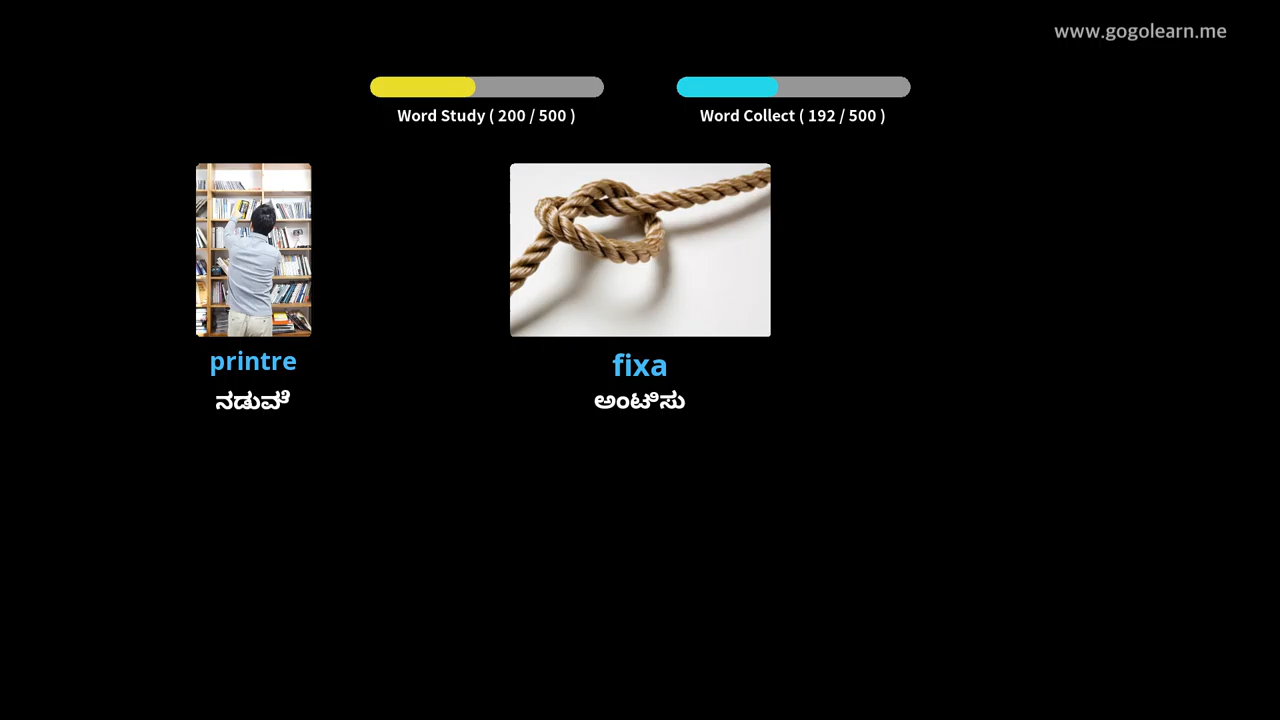 www.gogolearn.me
Word Study ( 200 / 500 )
Word Collect ( 192 / 500 )
printre
ನಡುವೆ
fixa
ಅಂಟಿಸು